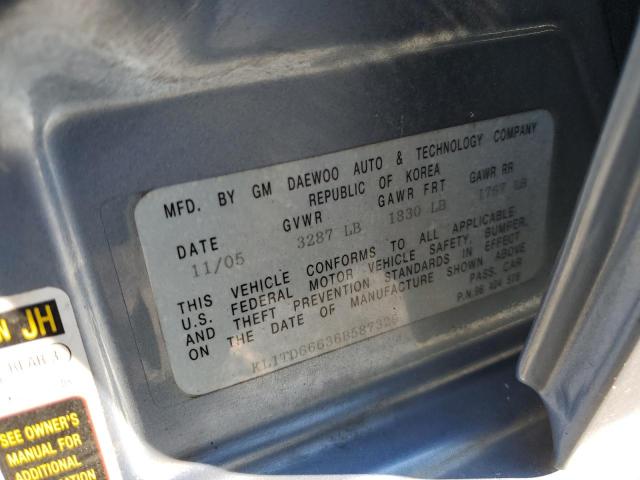 MFD. BY GM DAEWOO AUTO & TECHNOLOGY COMPANY
REPUBLIC OF KOREA
DATE GVWR GAWR FRT GAWR RR
11/05 3287 LB 1830 LB 1767 LB
THIS VEHICLE CONFORMS TO ALL APPLICABLE
U.S. FEDERAL MOTOR VEHICLE SAFETY, BUMPER,
AND THEFT PREVENTION STANDARDS IN EFFECT
ON THE DATE OF MANUFACTURE SHOWN ABOVE
PASS. CAR
KL1TD66636B587326
JH
SEE OWNER'S
MANUAL FOR
ADDITIONAL